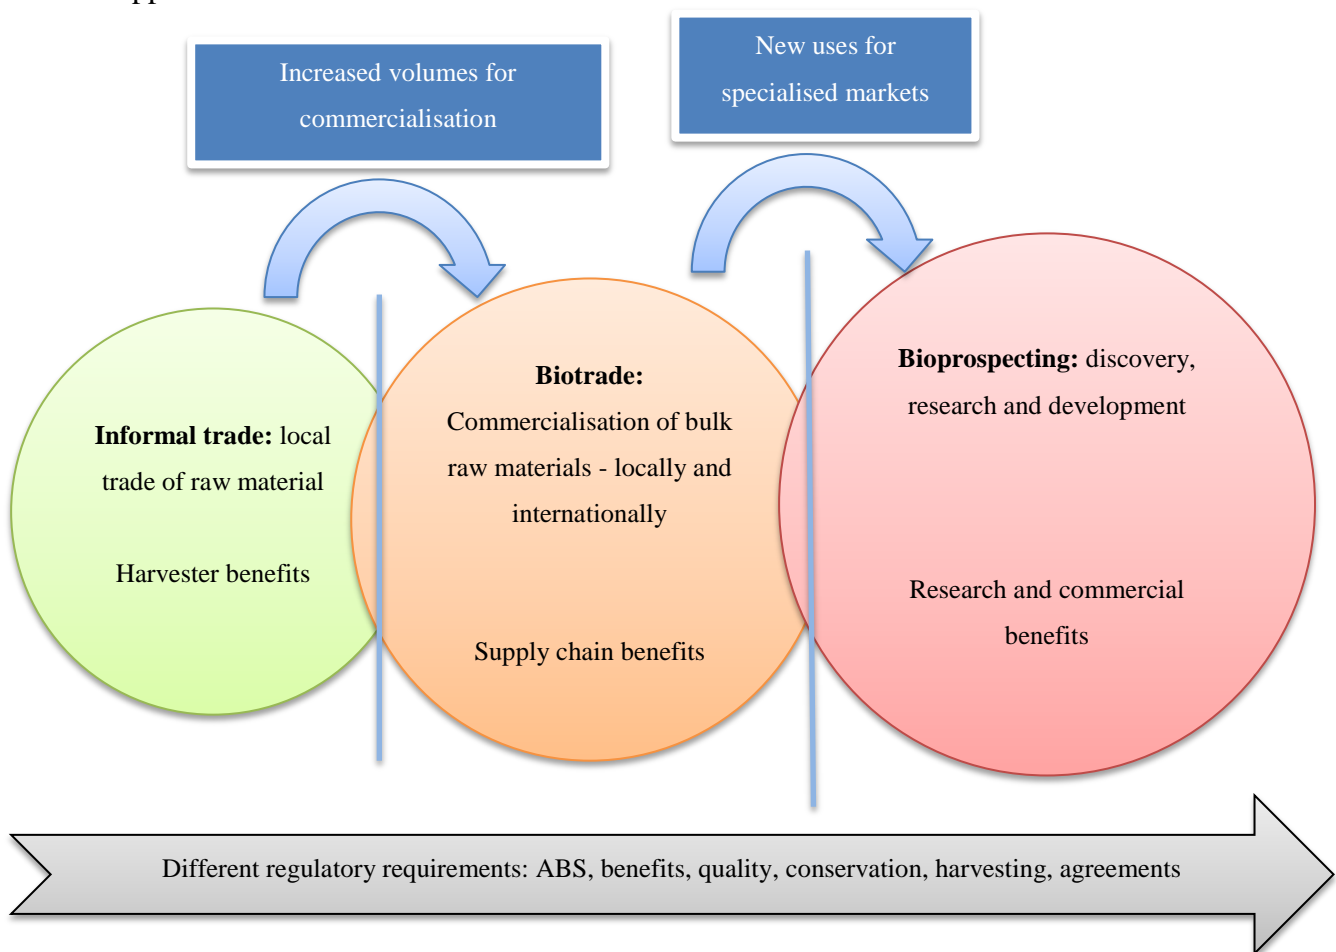 Increased volumes for
commercialisation
New uses for
specialised markets
Informal trade: local
trade of raw material
Harvester benefits
Biotrade:
Commercialisation of bulk
raw materials - locally and
internationally
Supply chain benefits
Bioprospecting: discovery,
research and development
Research and commercial
benefits
Different regulatory requirements: ABS, benefits, quality, conservation, harvesting, agreements